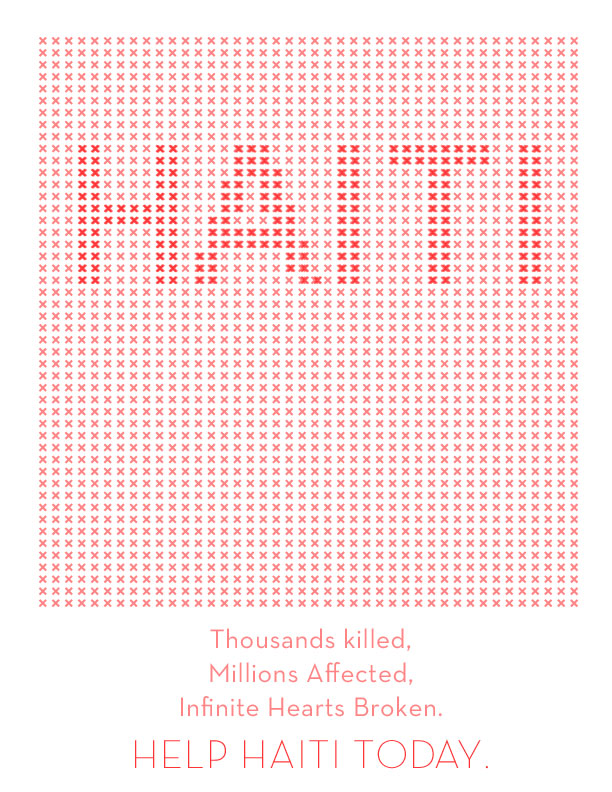 HAITI
Thousands killed,
Millions Affected,
Infinite Hearts Broken.
HELP HAITI TODAY.